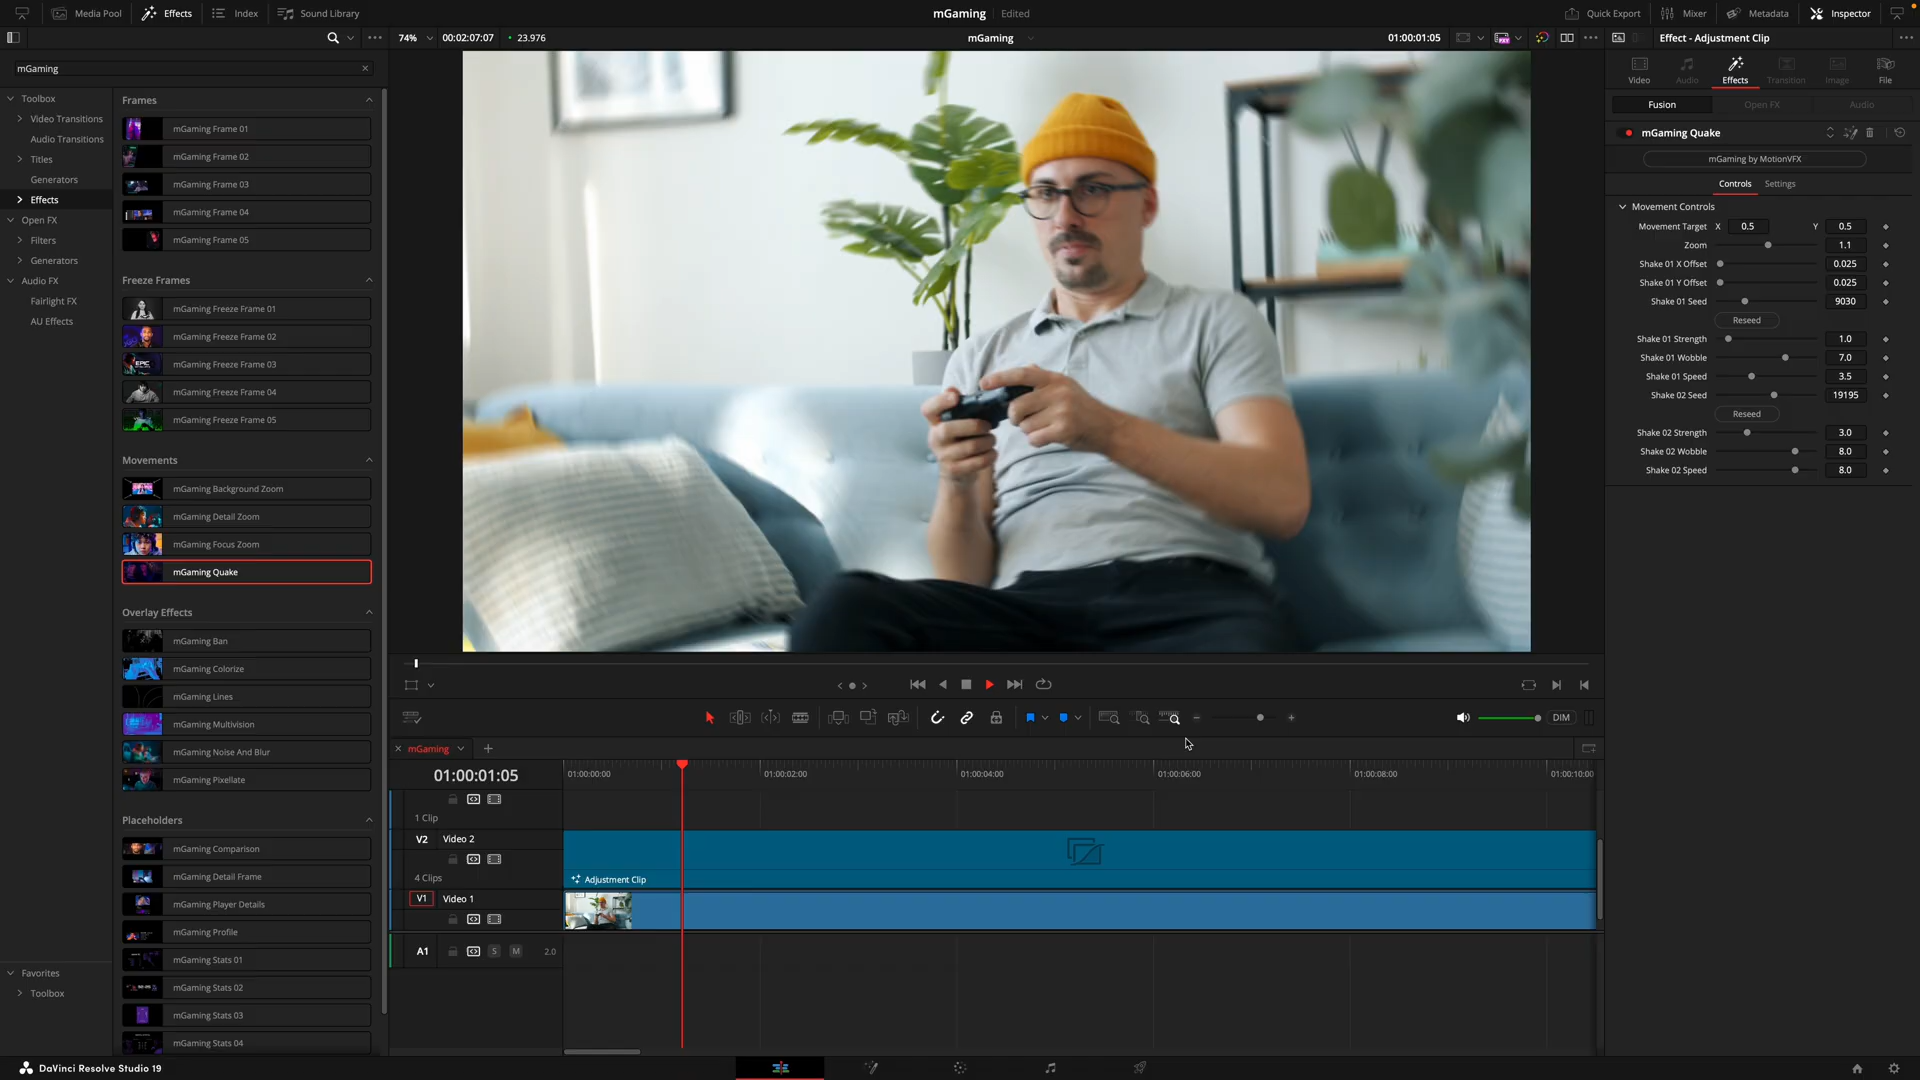 Media Pool
Effects
Index
Sound Library
mGaming
Edited
Quick Export
Mixer
Metadata
Inspector
74%
00:02:07:07
23.976
mGaming
01:00:01:05
Effect - Adjustment Clip
mGaming
Toolbox
Video Transitions
Audio Transitions
Titles
Generators
Effects
Open FX
Filters
Generators
Audio FX
Fairlight FX
AU Effects
Favorites
Toolbox
Frames
mGaming Frame 01
mGaming Frame 02
mGaming Frame 03
mGaming Frame 04
mGaming Frame 05
Freeze Frames
mGaming Freeze Frame 01
mGaming Freeze Frame 02
mGaming Freeze Frame 03
mGaming Freeze Frame 04
mGaming Freeze Frame 05
Movements
mGaming Background Zoom
mGaming Detail Zoom
mGaming Focus Zoom
mGaming Quake
Overlay Effects
mGaming Ban
mGaming Colorize
mGaming Lines
mGaming Multivision
mGaming Noise And Blur
mGaming Pixellate
Placeholders
mGaming Comparison
mGaming Detail Frame
mGaming Player Details
mGaming Profile
mGaming Stats 01
mGaming Stats 02
mGaming Stats 03
mGaming Stats 04
Video
Audio
Effects
Transition
Image
File
Fusion
Open FX
Audio
mGaming Quake
mGaming by MotionVFX
Controls
Settings
Movement Controls
Movement Target X 0.5 Y 0.5
Zoom 1.1
Shake 01 X Offset 0.025
Shake 01 Y Offset 0.025
Shake 01 Seed 9030
Reseed
Shake 01 Strength 1.0
Shake 01 Wobble 7.0
Shake 01 Speed 3.5
Shake 02 Seed 19195
Reseed
Shake 02 Strength 3.0
Shake 02 Wobble 8.0
Shake 02 Speed 8.0
DIM
mGaming
01:00:01:05
01:00:00:00
01:00:02:00
01:00:04:00
01:00:06:00
01:00:08:00
01:00:10:00
1 Clip
V2 Video 2
4 Clips
Adjustment Clip
V1 Video 1
A1 S M 2.0
DaVinci Resolve Studio 19